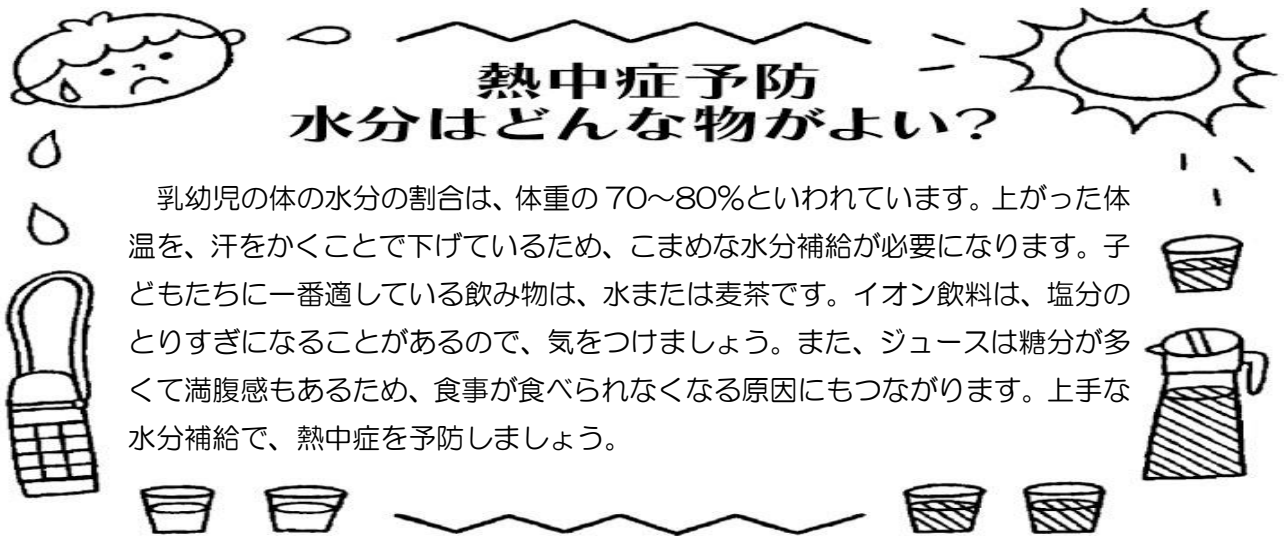 熱中症予防
水分はどんな物がよい?
乳幼児の体の水分の割合は、体重の70～80%といわれています。上がった体
温を、汗をかくことで下げているため、こまめな水分補給が必要になります。子
どもたちに一番適している飲み物は、水または麦茶です。イオン飲料は、塩分の
とりすぎになることがあるので、気をつけましょう。また、ジュースは糖分が多
くて満腹感もあるため、食事が食べられなくなる原因にもつながります。上手な
水分補給で、熱中症を予防しましょう。